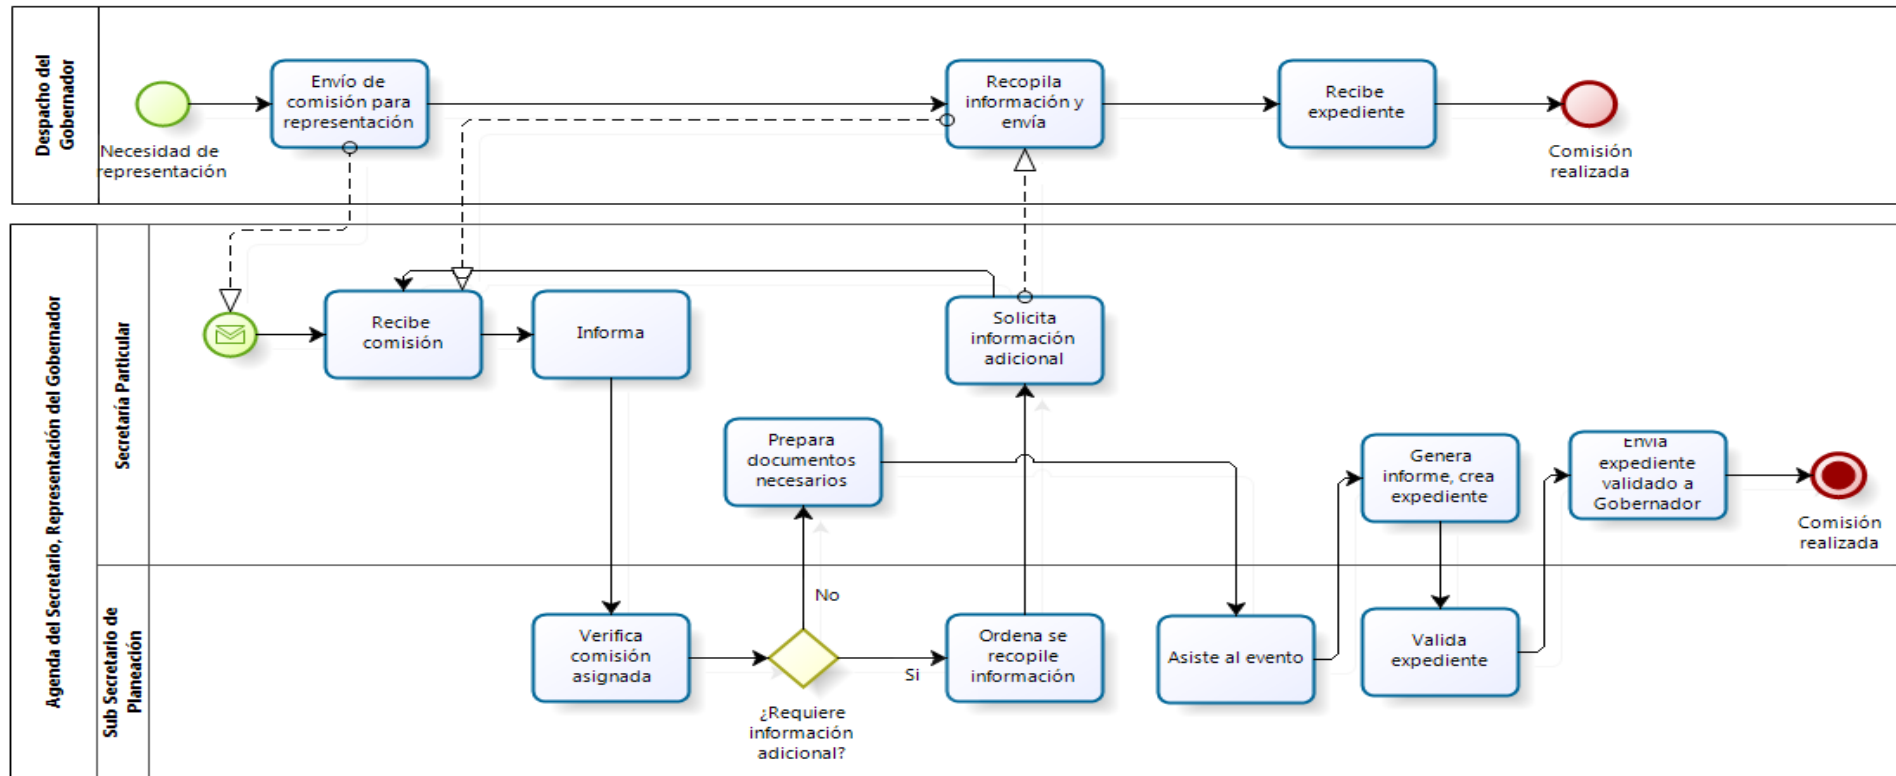 Despacho del
Gobernador
Necesidad de
representación
Envío de
comisión para
representación
Recopila
información y
envía
Recibe
expediente
Comisión
realizada
Agenda del Secretario, Representación del Gobernador
Secretaría Particular
Recibe
comisión
Informa
Solicita
información
adicional
Prepara
documentos
necesarios
Genera
informe, crea
expediente
Envía
expediente
validado a
Gobernador
Comisión
realizada
Sub Secretario de
Planeación
Verifica
comisión
asignada
No
Si
¿Requiere
información
adicional?
Ordena se
recopile
información
Asiste al evento
Valida
expediente